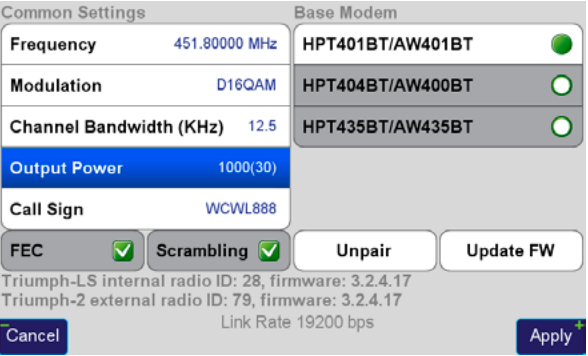 Common Settings
Frequency 451.80000 MHz
Modulation D16QAM
Channel Bandwidth (KHz) 12.5
Output Power 1000(30)
Call Sign WCWL888
FEC Scrambling
Base Modem
HPT401BT/AW401BT
HPT404BT/AW400BT
HPT435BT/AW435BT
Unpair Update FW
Triumph-LS internal radio ID: 28, firmware: 3.2.4.17
Triumph-2 external radio ID: 79, firmware: 3.2.4.17
Link Rate 19200 bps
Cancel Apply